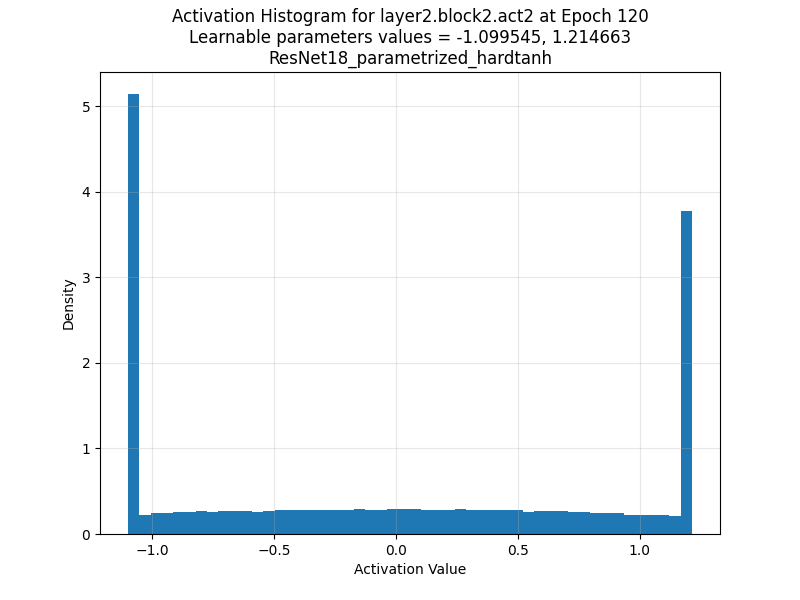 Activation Histogram for layer2.block2.act2 at Epoch 120
Learnable parameters values = -1.099545, 1.214663
ResNet18_parametrized_hardtanh
5
4
3
2
1
0
Density
−1.0
−0.5
0.0
0.5
1.0
Activation Value